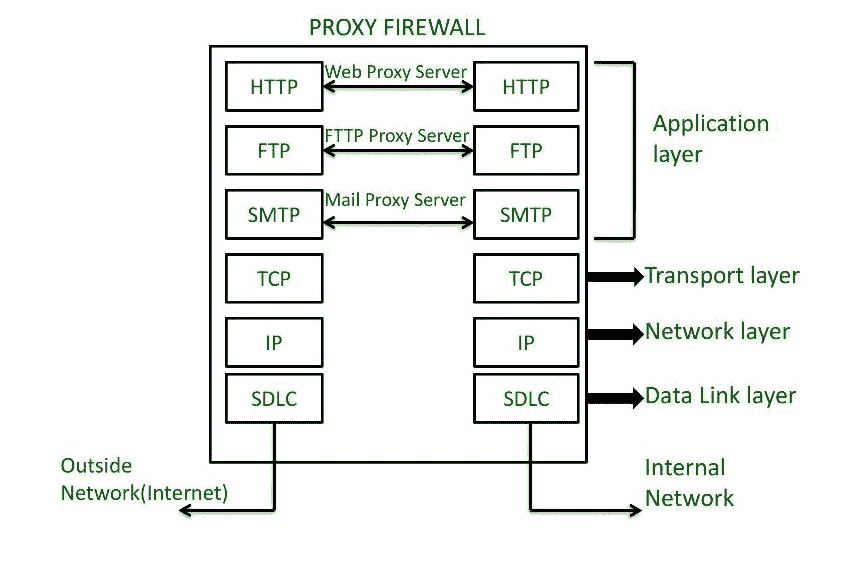 PROXY FIREWALL
HTTP
Web Proxy Server
HTTP
FTP
FTTP Proxy Server
FTP
SMTP
Mail Proxy Server
SMTP
Application
layer
TCP
TCP
Transport layer
IP
IP
Network layer
SDLC
SDLC
Data Link layer
Outside
Network(Internet)
Internal
Network